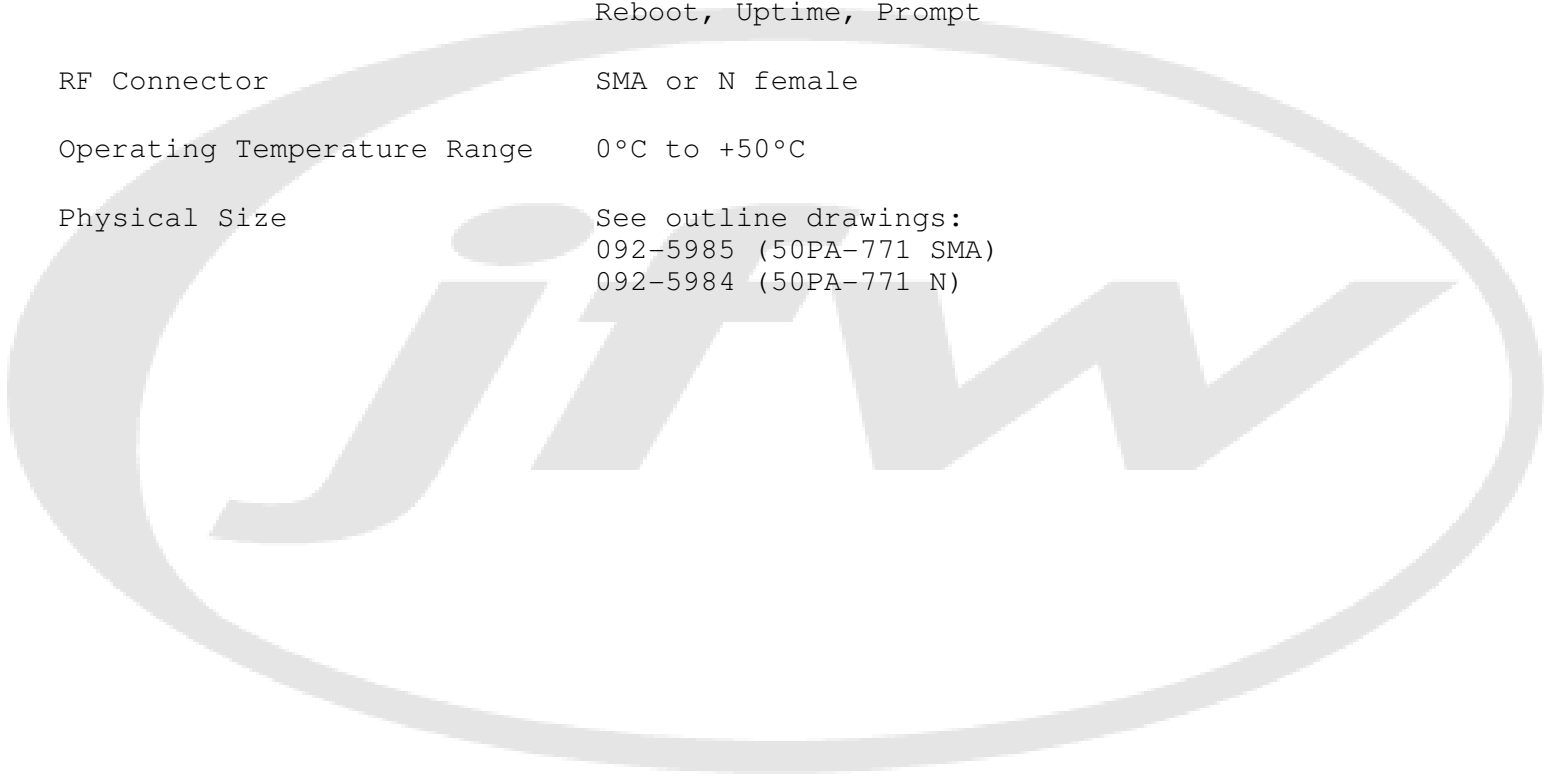 Reboot, Uptime, Prompt
RF Connector SMA or N female
Operating Temperature Range 0°C to +50°C
Physical Size See outline drawings:
092-5985 (50PA-771 SMA)
092-5984 (50PA-771 N)
jfw